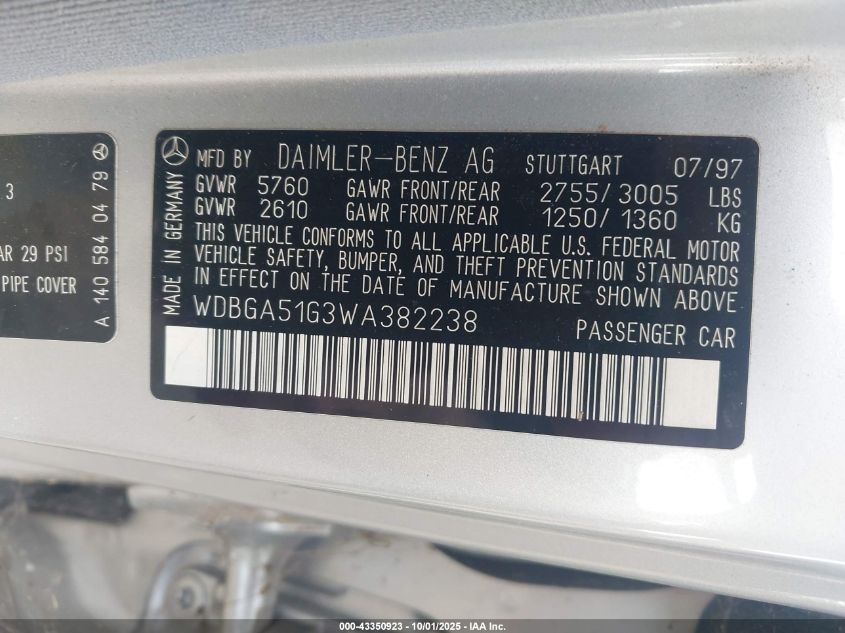 3
AR 29 PSI
PIPE COVER
A 140 584 04 79
MADE IN GERMANY
MFD BY DAIMLER-BENZ AG STUTTGART 07/97
GVWR 5760 GAWR FRONT/REAR 2755/3005 LBS
GVWR 2610 GAWR FRONT/REAR 1250/1360 KG
THIS VEHICLE CONFORMS TO ALL APPLICABLE U.S. FEDERAL MOTOR
VEHICLE SAFETY, BUMPER, AND THEFT PREVENTION STANDARDS
IN EFFECT ON THE DATE OF MANUFACTURE SHOWN ABOVE
WDBGA51G3WA382238 PASSENGER CAR
000-43350923 - 10/01/2025 - IAA Inc.